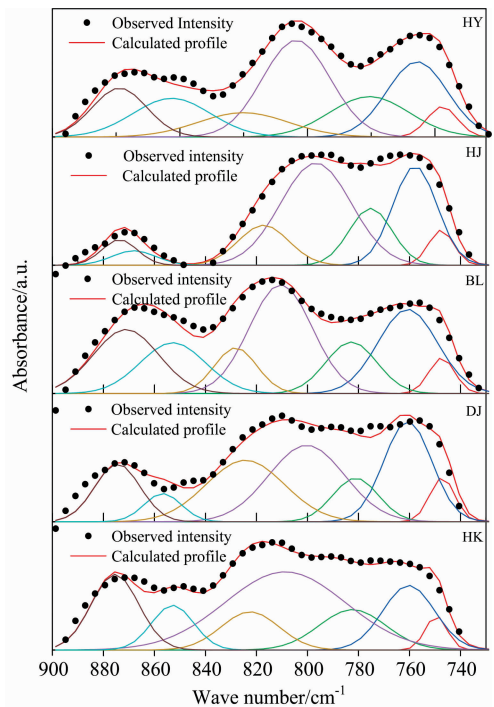 Observed Intensity
HY
Calculated profile
Observed intensity
HJ
Calculated profile
Observed intensity
BL
Calculated profile
Observed intensity
DJ
Calculated profile
Observed intensity
HK
Calculated profile
Absorbance/a.u.
900 880 860 840 820 800 780 760 740
Wave number/cm-1